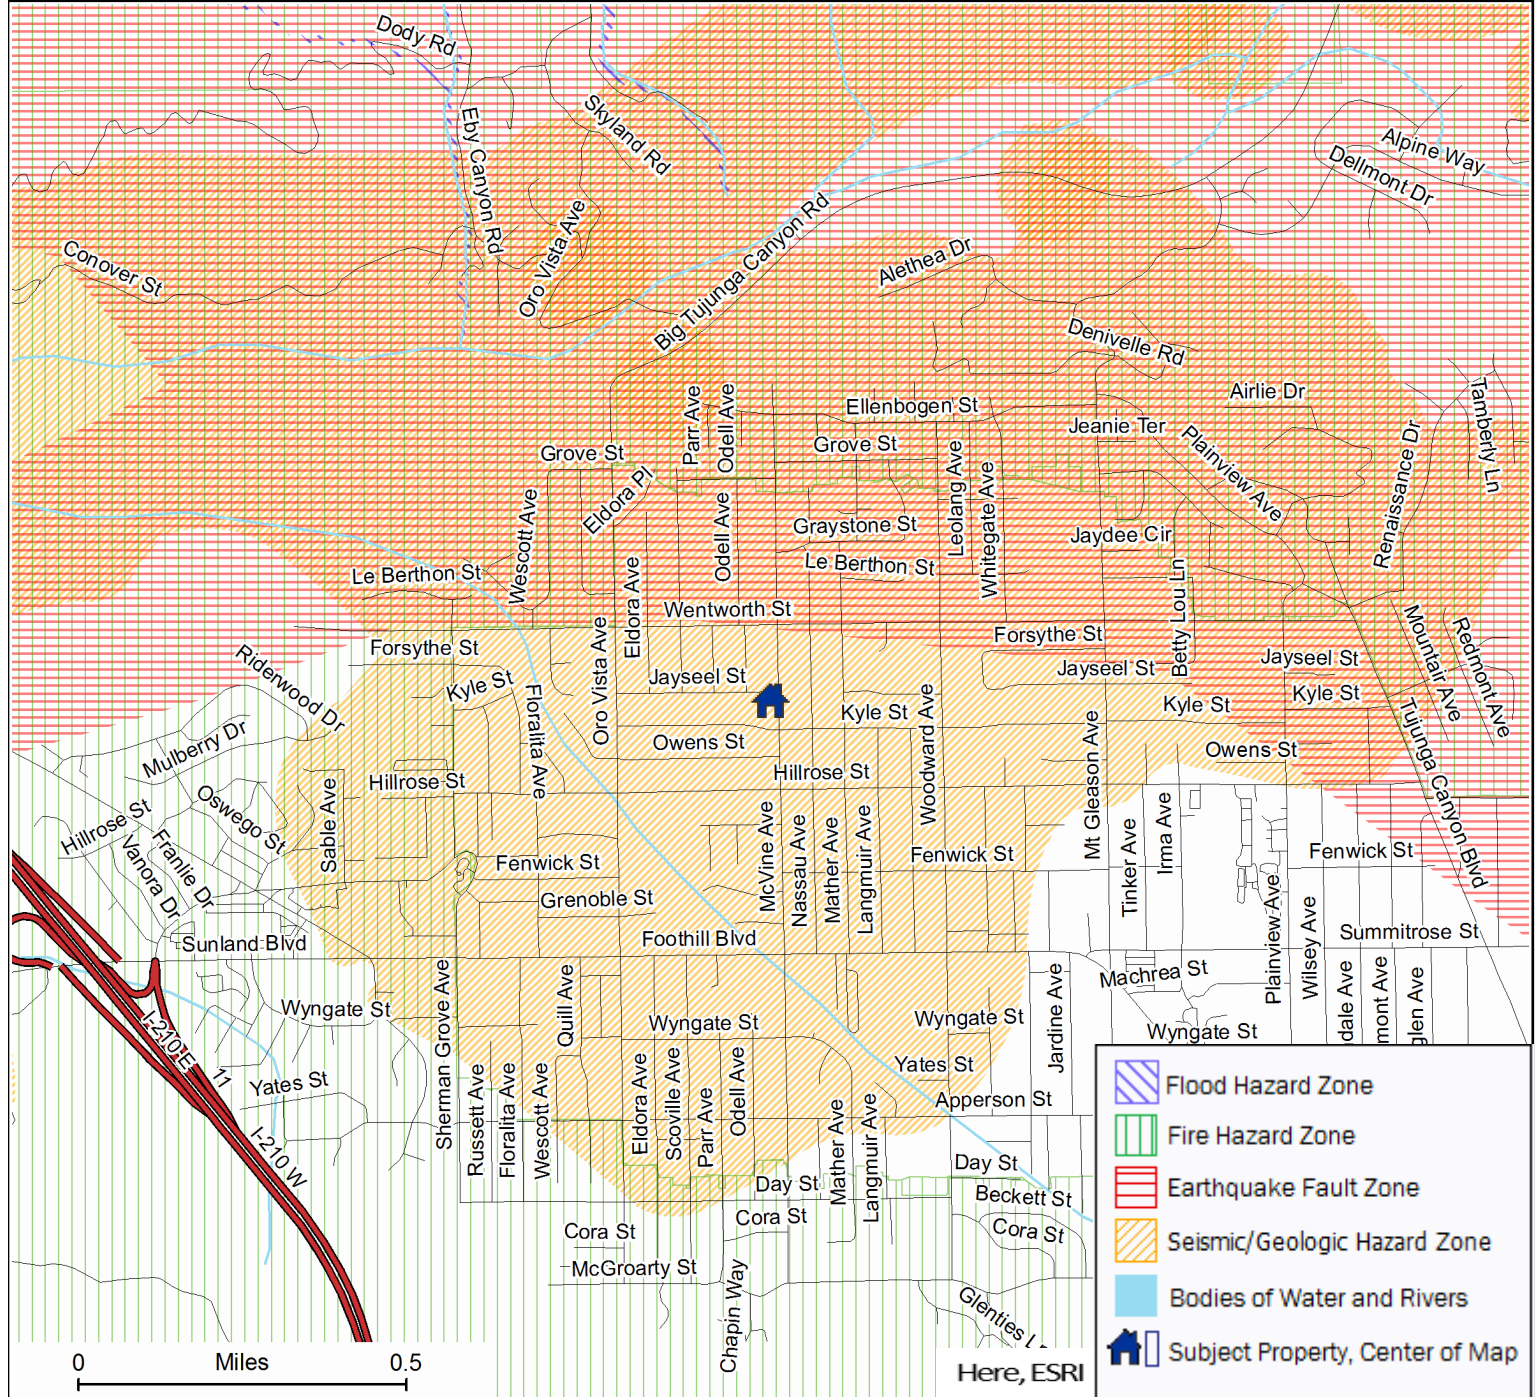 Dody Rd
Skyland Rd
Eby Canyon Rd
Alpine Way
Dellmont Dr
Oro Vista Ave
Conover St
Big Tujunga Canyon Rd
Alethea Dr
Denivelle Rd
Airlie Dr
Tamberly Ln
Parr Ave
Odell Ave
Ellenbogen St
Jeanie Ter
Plainview Ave
Renaissance Dr
Grove St
Grove St
Leolang Ave
Whitegate Ave
Eldora Pl
Wescott Ave
Odell Ave
Graystone St
Jaydee Cir
Le Berthon St
Le Berthon St
Eldora Ave
Betty Lou Ln
Wentworth St
Oro Vista Ave
Forsythe St
Forsythe St
Mountain Ave
Redmont Ave
Ridenwood Dr
Kyle St
Jayseel St
Jayseel St
Jayseel St
Kyle St
Kyle St
Kyle St
Floralita Ave
Woodward Ave
Mt Gleason Ave
Tujunga Canyon Blvd
Mulberry Dr
Owens St
Owens St
Hillrose St
Hillrose St
Hillrose St
Oswego St
Sable Ave
Vanora Dr
Franlie Dr
McVine Ave
Nassau Ave
Mather Ave
Langmuir Ave
Fenwick St
Fenwick St
Fenwick St
Tinker Ave
Irma Ave
Grenoble St
Plainview Ave
Wilsey Ave
Sunland Blvd
Foothill Blvd
Summitrose St
Machrea St
Sherman Grove Ave
Quill Ave
Jardine Ave
dale Ave
mont Ave
glen Ave
Wyngate St
Wyngate St
Wyngate St
Wyngate St
I-210 E
11
Yates St
Yates St
Russett Ave
Floralita Ave
Wescott Ave
Eldora Ave
Scoville Ave
Parr Ave
Odell Ave
Mather Ave
Langmuir Ave
Apperson St
I-210 W
Day St
Day St
Beckett St
Cora St
Cora St
Cora St
McGroarty St
Chapin Way
Glenties L
Flood Hazard Zone
Fire Hazard Zone
Earthquake Fault Zone
Seismic/Geologic Hazard Zone
Bodies of Water and Rivers
Subject Property, Center of Map
0 Miles 0.5
Here, ESRI